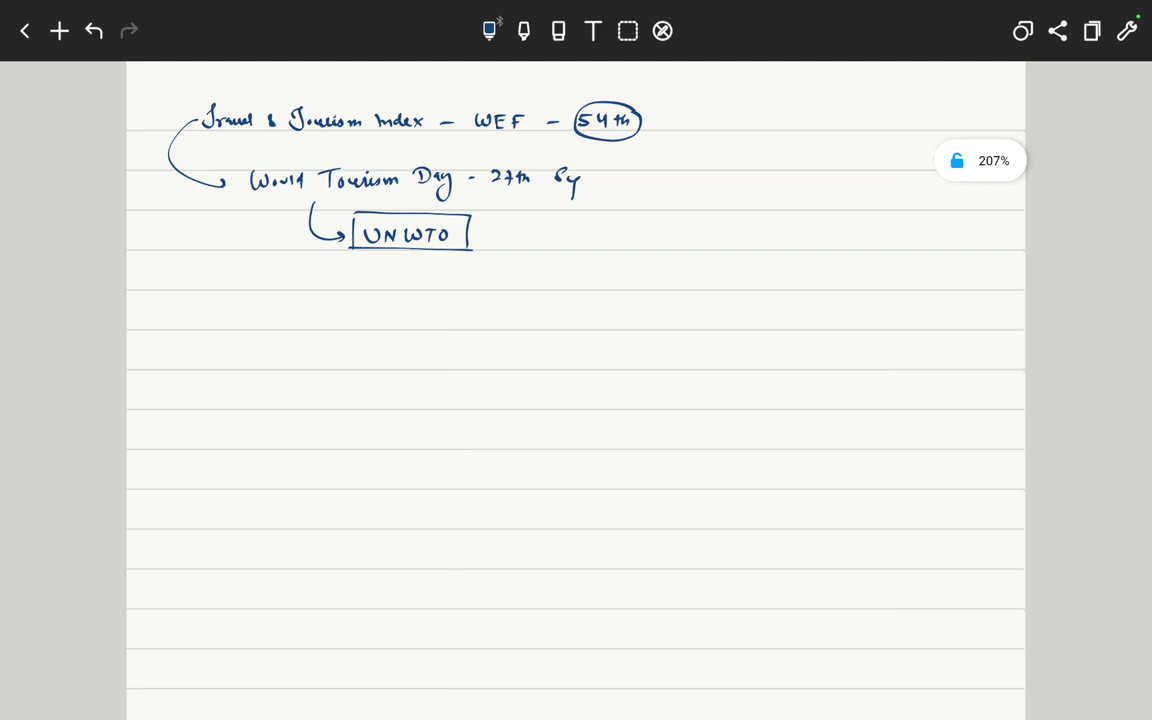 Travel & Tourism Index - WEF - 54th
207%
World Tourism Day - 27th Sep
UNWTO